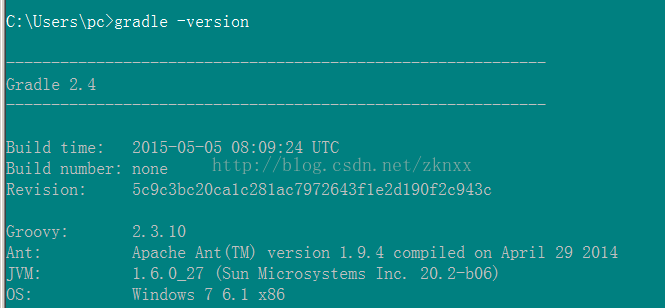 C:\Users\pc>gradle -version
------------------------------------------------------------
Gradle 2.4
------------------------------------------------------------
Build time:   2015-05-05 08:09:24 UTC
Build number: none
http://blog.csdn.net/zknxx
Revision:     5c9c3bc20ca1c281ac7972643f1e2d190f2c943c
Groovy:       2.3.10
Ant:          Apache Ant(TM) version 1.9.4 compiled on April 29 2014
JVM:          1.6.0_27 (Sun Microsystems Inc. 20.2-b06)
OS:           Windows 7 6.1 x86